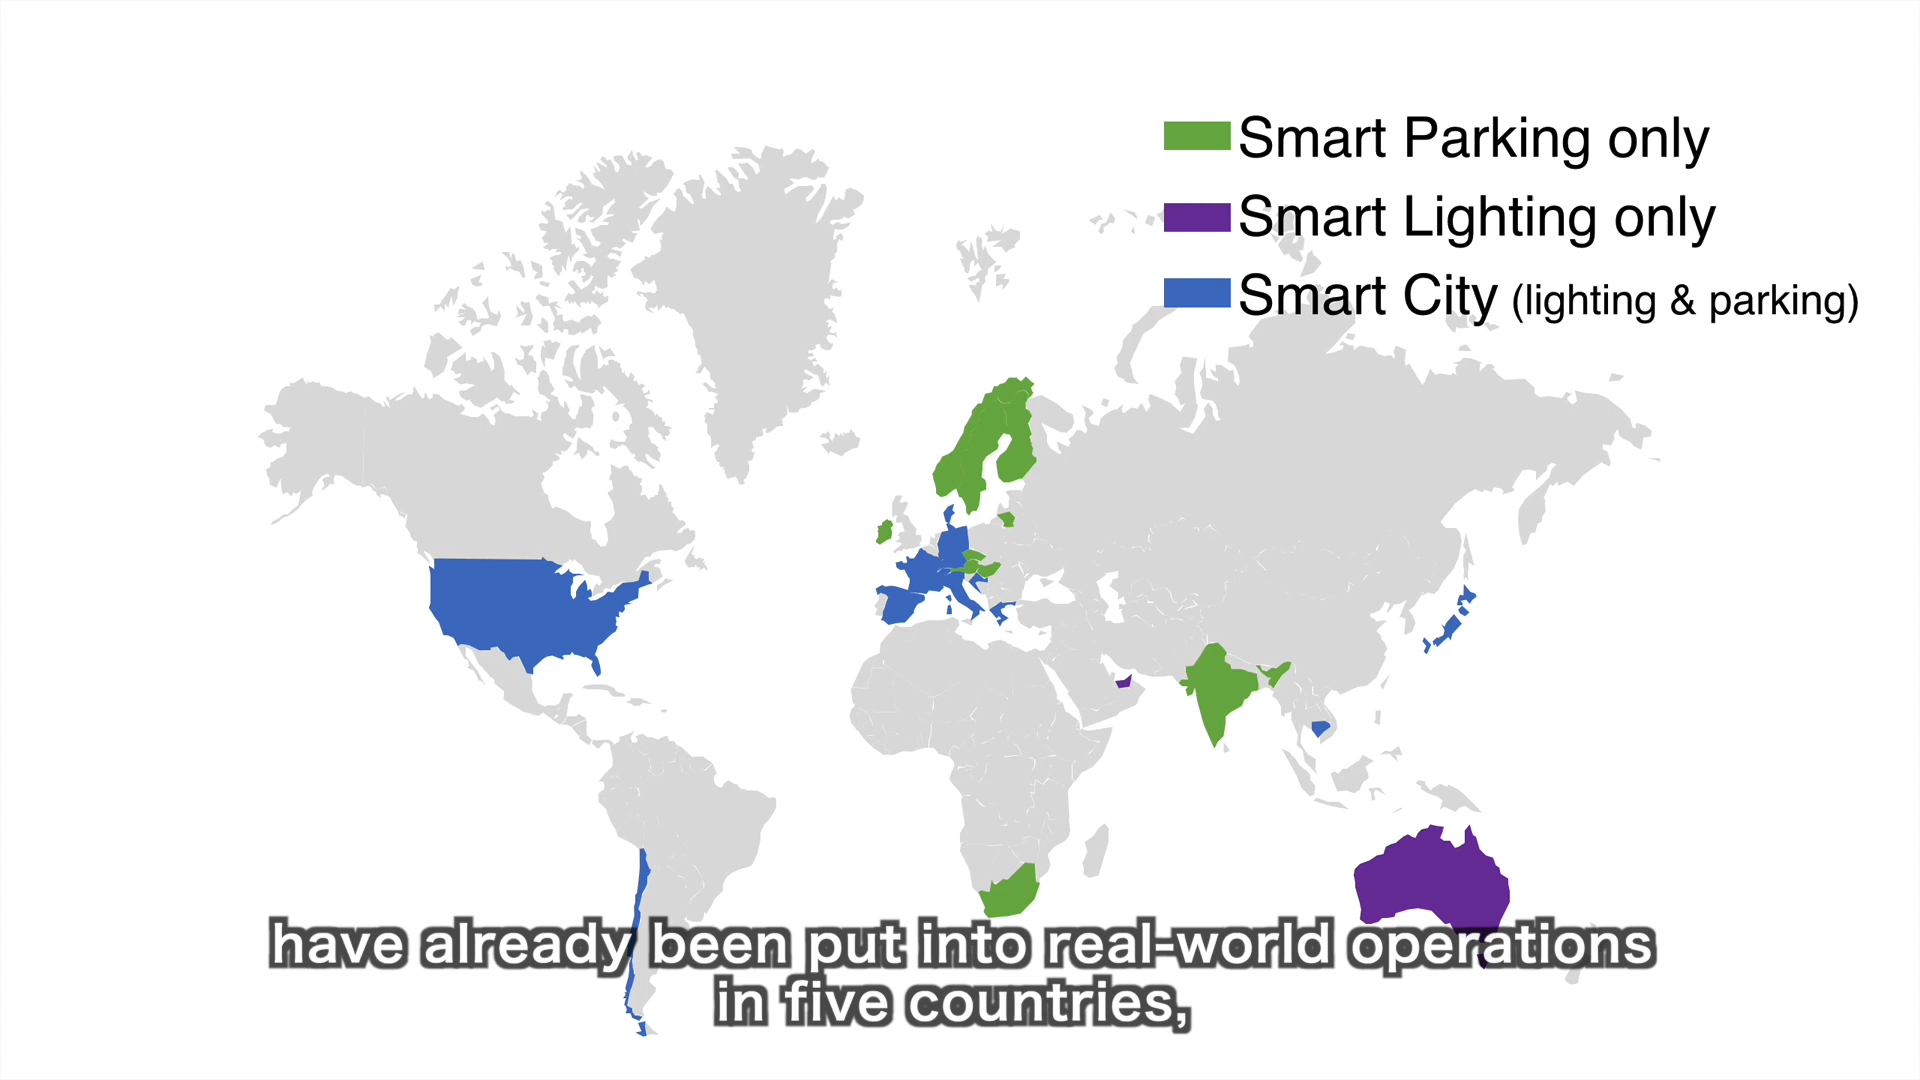 Smart Parking only
Smart Lighting only
Smart City (lighting & parking)
have already been put into real-world operations
in five countries,